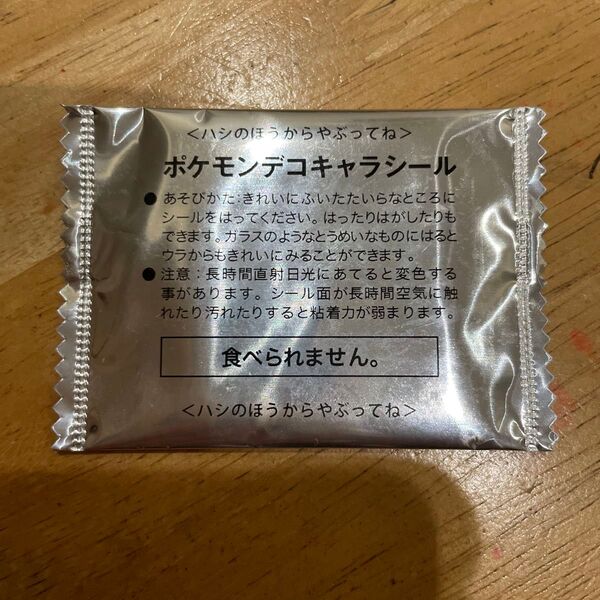 ＜ハシのほうからやぶってね＞
ポケモンデコキャラシール
●あそびかた：きれいにふいたたいらなところに
シールをはってください。はったりはがしたりも
できます。ガラスのようなとうめいなものにはると
ウラからもきれいにみることができます。
●注意：長時間直射日光にあてると変色する
事があります。シール面が長時間空気に触
れたり汚れたりすると粘着力が弱まります。
食べられません。
＜ハシのほうからやぶってね＞